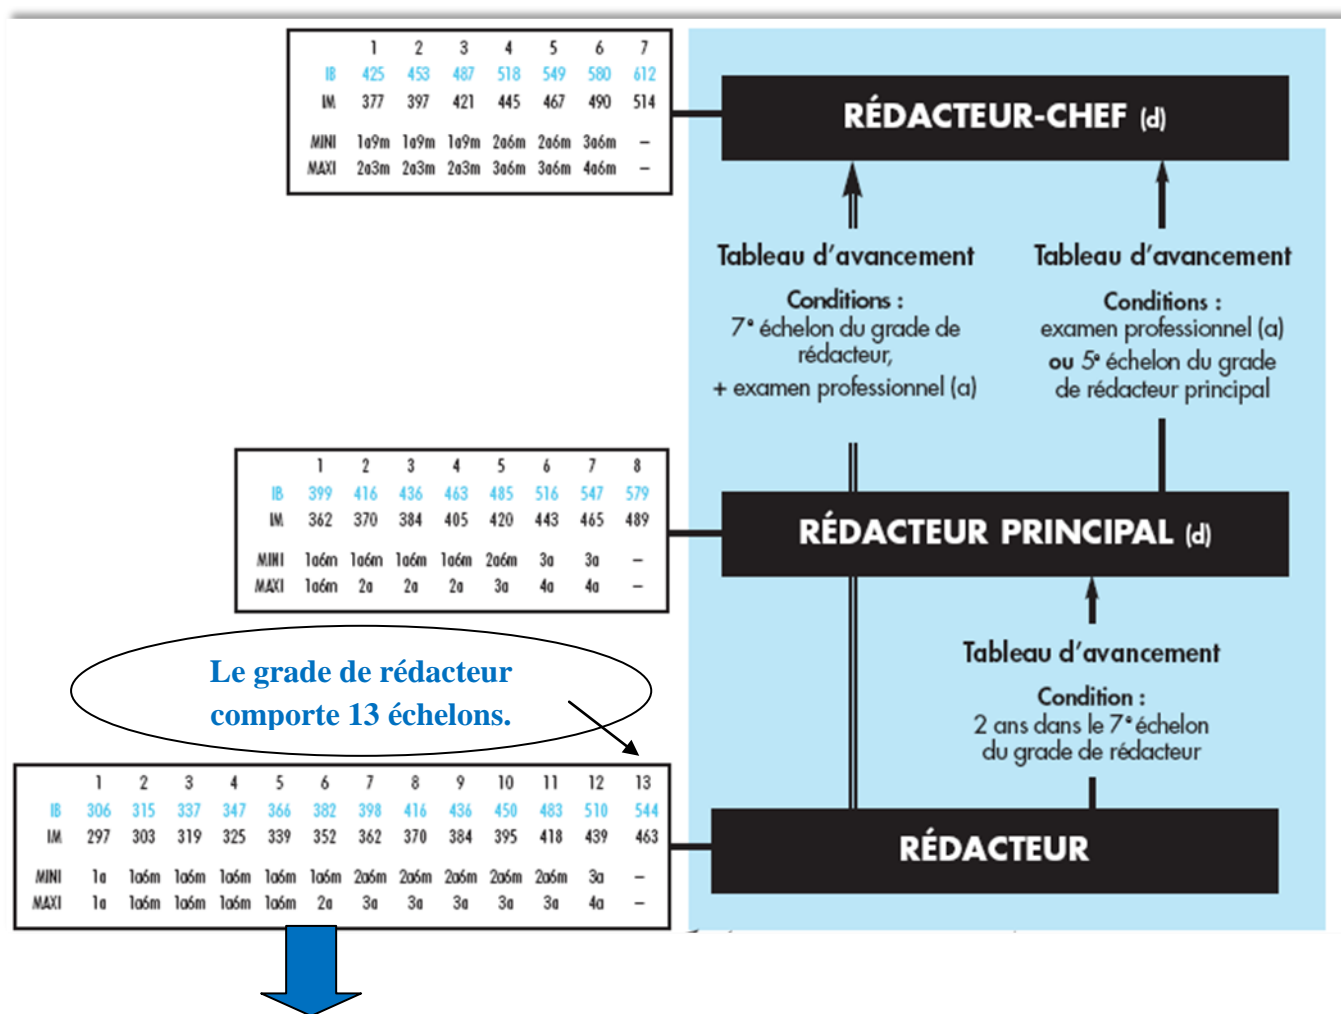 1 2 3 4 5 6 7
IB 425 453 487 518 549 580 612
IM 377 397 421 445 467 490 514
MINI 1a9m 1a9m 1a9m 2a6m 2a6m 3a6m –
MAXI 2a3m 2a3m 2a3m 3a6m 3a6m 4a6m –
RÉDACTEUR-CHEF (d)
Tableau d’avancement
Conditions :
7e échelon du grade de
rédacteur,
+ examen professionnel (a)
Tableau d’avancement
Conditions :
examen professionnel (a)
ou 5e échelon du grade
de rédacteur principal
1 2 3 4 5 6 7 8
IB 399 416 436 463 485 516 547 579
IM 362 370 384 405 420 443 465 489
MINI 1a6m 1a6m 1a6m 1a6m 2a6m 3a 3a –
MAXI 1a6m 2a 2a 2a 3a 4a 4a –
RÉDACTEUR PRINCIPAL (d)
Le grade de rédacteur
comporte 13 échelons.
Tableau d’avancement
Condition :
2 ans dans le 7e échelon
du grade de rédacteur
1 2 3 4 5 6 7 8 9 10 11 12 13
IB 306 315 337 347 366 382 398 416 436 450 483 510 544
IM 297 303 319 325 339 352 362 370 384 395 418 439 463
MINI 1a 1a6m 1a6m 1a6m 1a6m 1a6m 2a6m 2a6m 2a6m 2a6m 2a6m 3a –
MAXI 1a 1a6m 1a6m 1a6m 1a6m 2a 3a 3a 3a 3a 3a 4a –
RÉDACTEUR